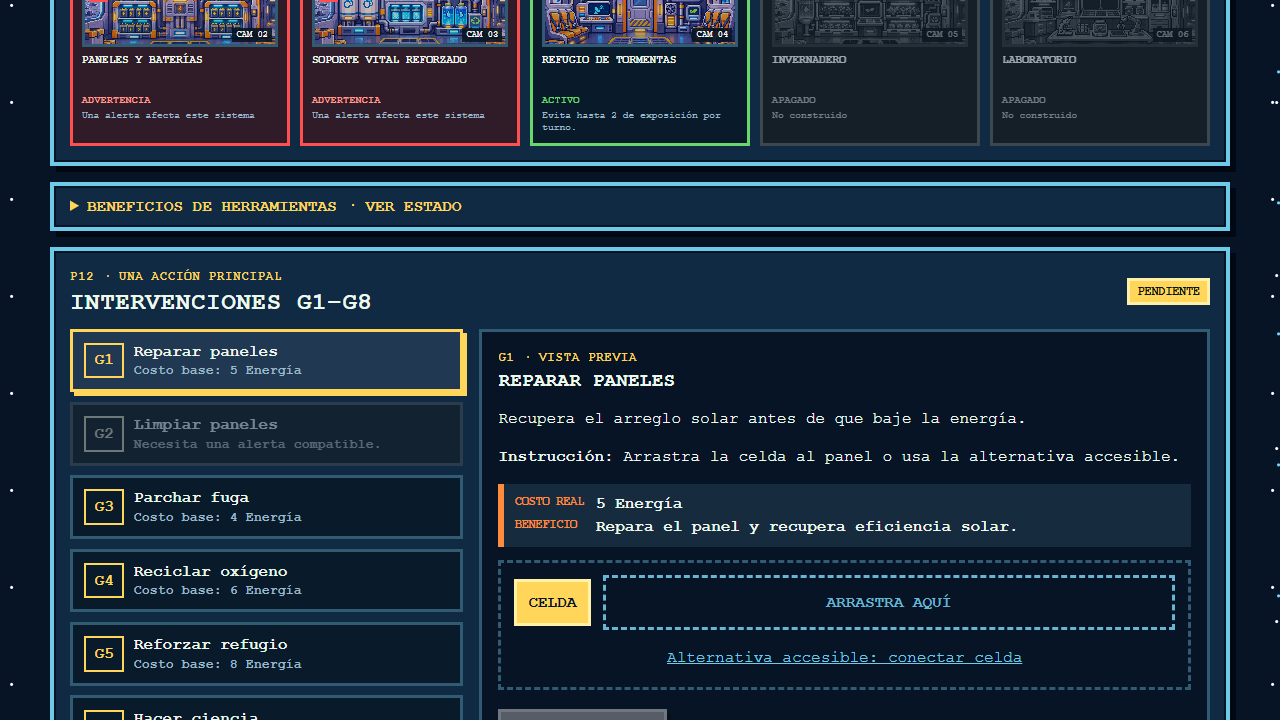 CAM 02
CAM 03
CAM 04
CAM 05
CAM 06
PANELES Y BATERÍAS
ADVERTENCIA
Una alerta afecta este sistema
SOPORTE VITAL REFORZADO
ADVERTENCIA
Una alerta afecta este sistema
REFUGIO DE TORMENTAS
ACTIVO
Evita hasta 2 de exposición por
turno.
INVERNADERO
APAGADO
No construido
LABORATORIO
APAGADO
No construido
▶ BENEFICIOS DE HERRAMIENTAS · VER ESTADO
P12 · UNA ACCIÓN PRINCIPAL
INTERVENCIONES G1–G8
PENDIENTE
G1
Reparar paneles
Costo base: 5 Energía
G2
Limpiar paneles
Necesita una alerta compatible.
G3
Parchar fuga
Costo base: 4 Energía
G4
Reciclar oxígeno
Costo base: 6 Energía
G5
Reforzar refugio
Costo base: 8 Energía
Hacer ciencia
G1 · VISTA PREVIA
REPARAR PANELES
Recupera el arreglo solar antes de que baje la energía.
Instrucción: Arrastra la celda al panel o usa la alternativa accesible.
COSTO REAL 5 Energía
BENEFICIO Repara el panel y recupera eficiencia solar.
CELDA
ARRASTRA AQUÍ
Alternativa accesible: conectar celda